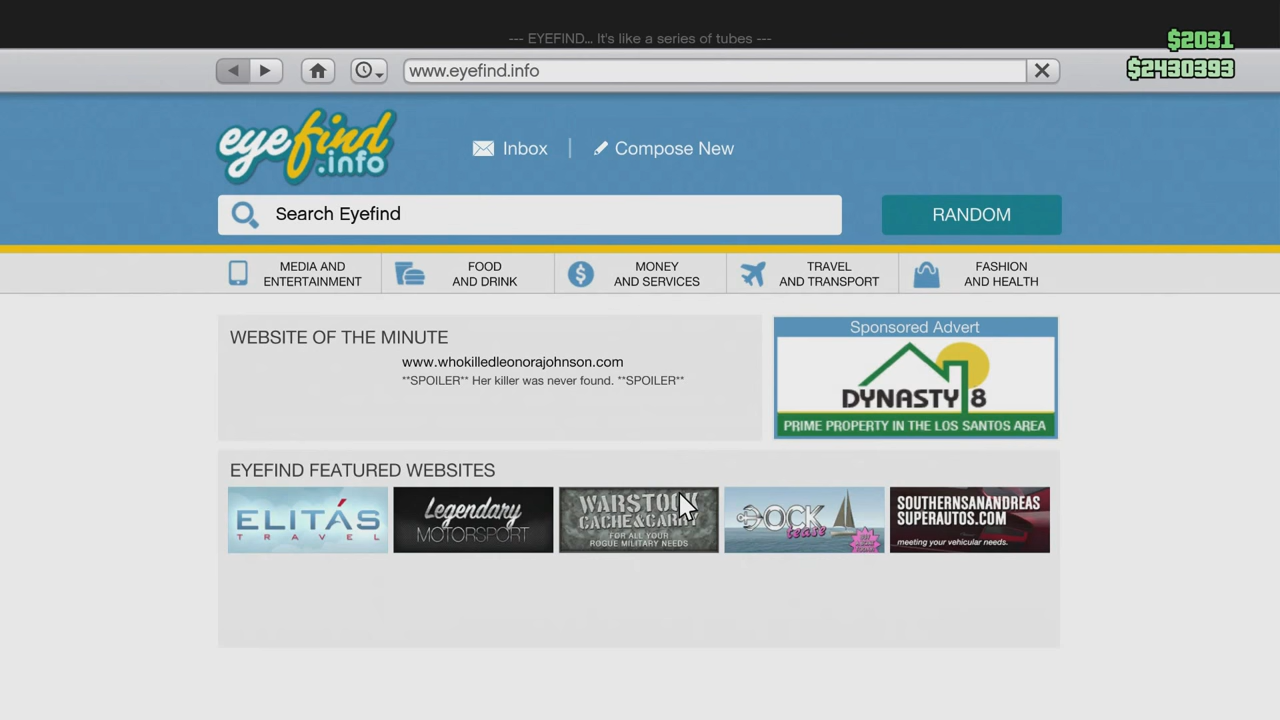 --- EYEFIND... It's like a series of tubes ---
$2031
$2430393
www.eyefind.info
eyefind
.info
Inbox
Compose New
Search Eyefind
RANDOM
MEDIA AND
ENTERTAINMENT
FOOD
AND DRINK
MONEY
AND SERVICES
TRAVEL
AND TRANSPORT
FASHION
AND HEALTH
WEBSITE OF THE MINUTE
www.whokilledleonorajohnson.com
**SPOILER** Her killer was never found. **SPOILER**
Sponsored Advert
DYNASTY 8
PRIME PROPERTY IN THE LOS SANTOS AREA
EYEFIND FEATURED WEBSITES
ELITÁS
TRAVEL
Legendary
MOTORSPORT
WARSTOCK
CACHE&CARRY
FOR ALL YOUR
ROGUE MILITARY NEEDS
DOCK
tease
SOUTHERNSANANDREAS
SUPERAUTOS.COM
meeting your vehicular needs.